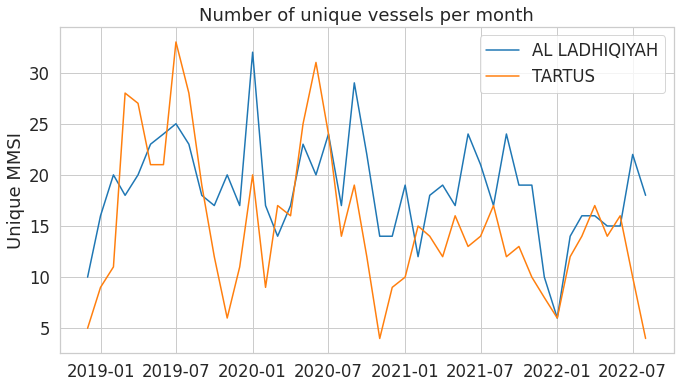 Number of unique vessels per month
AL LADHIQIYAH
TARTUS
Unique MMSI
30
25
20
15
10
5
2019-01 2019-07 2020-01 2020-07 2021-01 2021-07 2022-01 2022-07